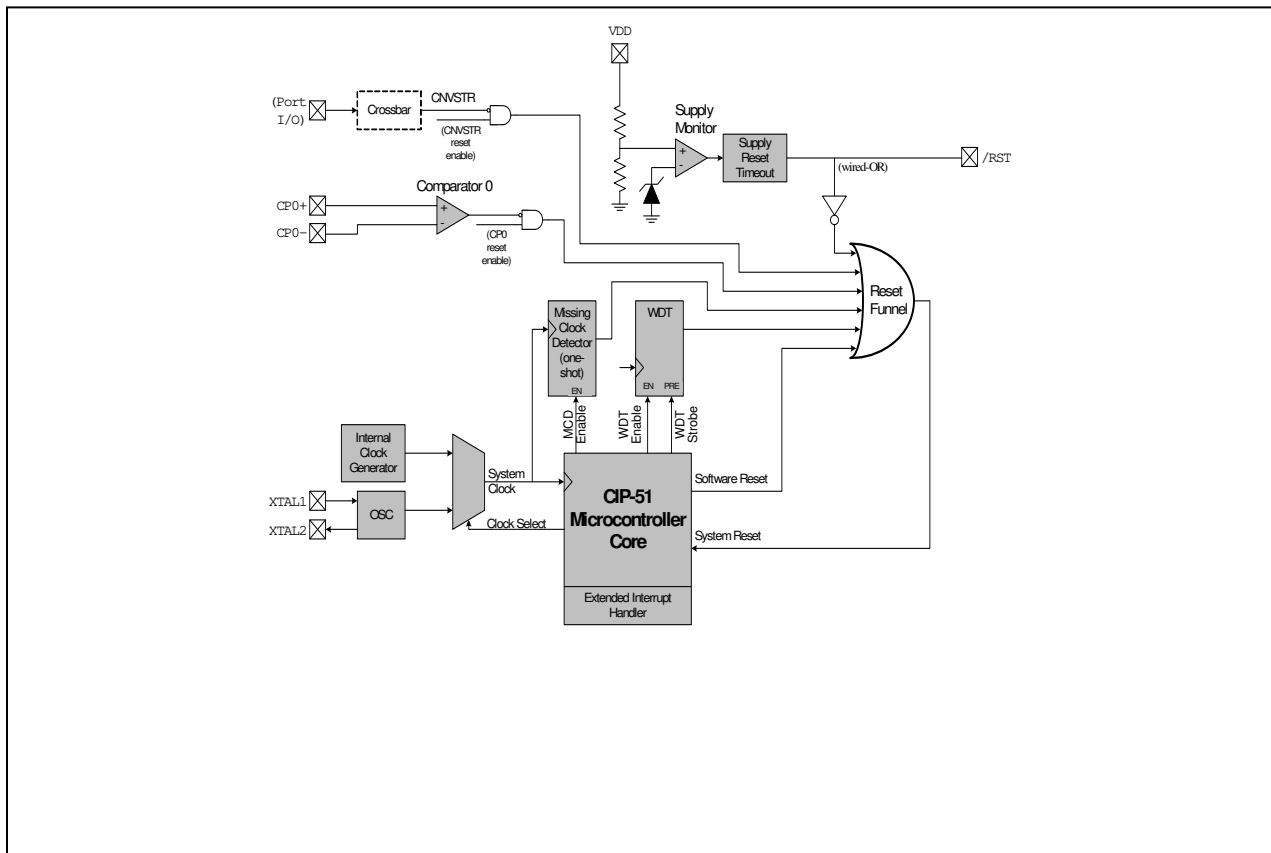 VDD
(Port
I/O)
Crossbar
CNVSTR
(CNVSTR
reset
enable)
Supply
Monitor
+
-
Supply
Reset
Timeout
(wired-OR)
/RST
Comparator 0
CP0+
CP0-
+
-
(CP0
reset
enable)
Reset
Funnel
Missing
Clock
Detector
(one-
shot)
EN
WDT
EN
PRE
MCD
Enable
WDT
Enable
WDT
Strobe
Internal
Clock
Generator
System
Clock
XTAL1
XTAL2
OSC
Clock Select
CIP-51
Microcontroller
Core
Software Reset
System Reset
Extended Interrupt
Handler